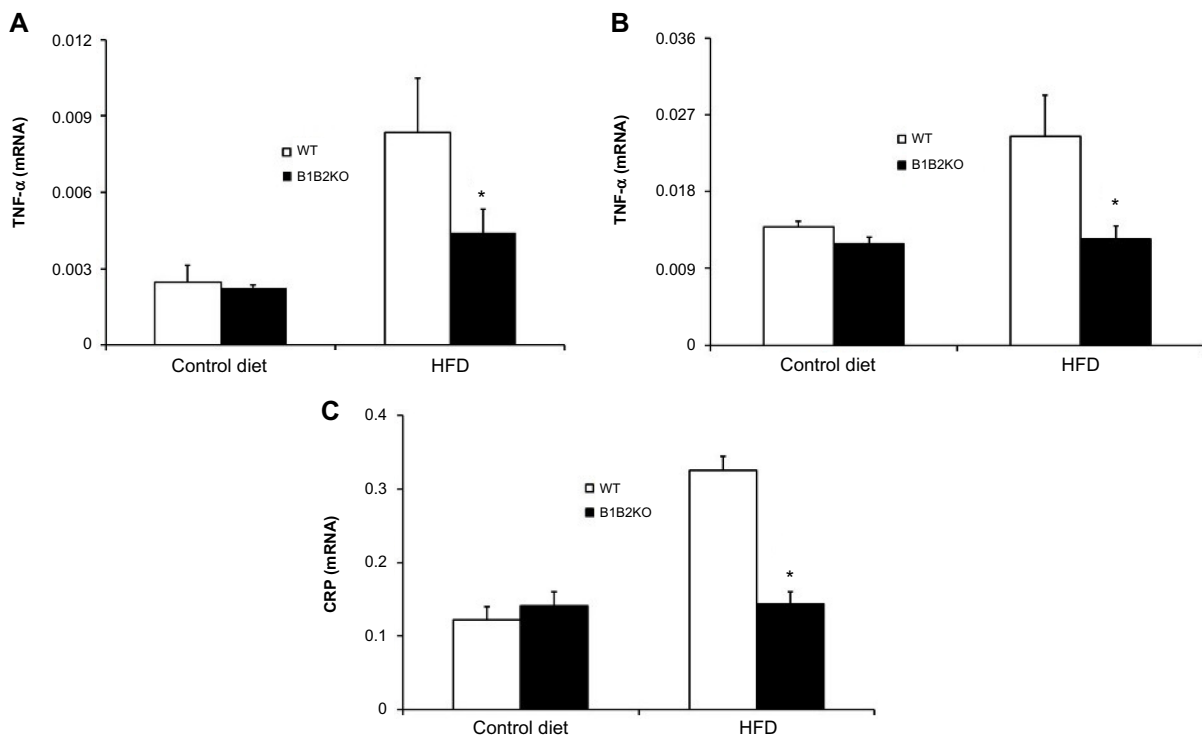 A
TNF-α (mRNA)
0.012
0.009
0.006
0.003
0
WT
B1B2KO
*
Control diet
HFD
B
TNF-α (mRNA)
0.036
0.027
0.018
0.009
0
WT
B1B2KO
*
Control diet
HFD
C
CRP (mRNA)
0.4
0.3
0.2
0.1
0
WT
B1B2KO
*
Control diet
HFD